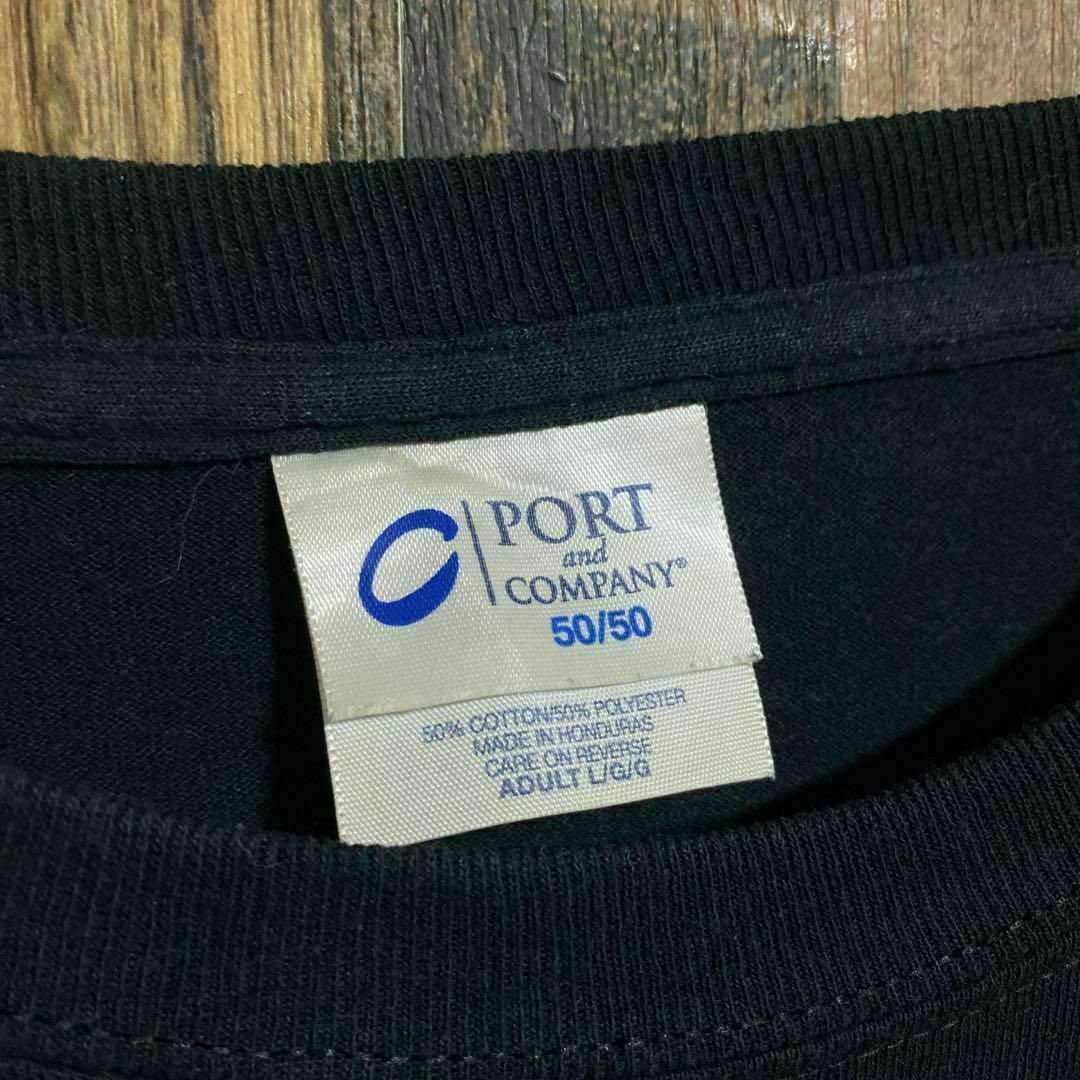 PORT
and
COMPANY®
50/50
50% COTTON/50% POLYESTER
MADE IN HONDURAS
CARE ON REVERSE
ADULT L/G/G